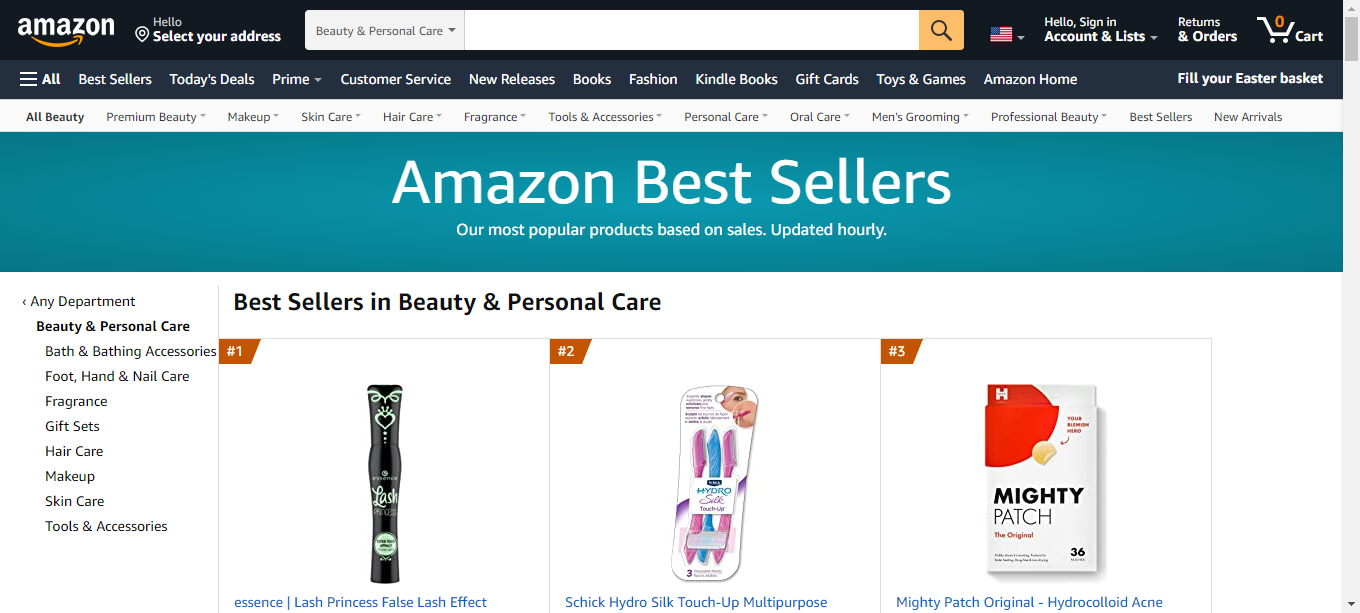 amazon
Hello
Select your address
Beauty & Personal Care
Hello, Sign in
Account & Lists
Returns
& Orders
0
Cart
All
Best Sellers
Today's Deals
Prime
Customer Service
New Releases
Books
Fashion
Kindle Books
Gift Cards
Toys & Games
Amazon Home
Fill your Easter basket
All Beauty
Premium Beauty
Makeup
Skin Care
Hair Care
Fragrance
Tools & Accessories
Personal Care
Oral Care
Men's Grooming
Professional Beauty
Best Sellers
New Arrivals
Amazon Best Sellers
Our most popular products based on sales. Updated hourly.
‹ Any Department
Beauty & Personal Care
Bath & Bathing Accessories
Foot, Hand & Nail Care
Fragrance
Gift Sets
Hair Care
Makeup
Skin Care
Tools & Accessories
Best Sellers in Beauty & Personal Care
#1
essence
Lash
PRINCESS
essence | Lash Princess False Lash Effect
#2
HYDRO
Silk
Touch-Up
3
Schick Hydro Silk Touch-Up Multipurpose
#3
YOUR
BLEMISH
HERO
MIGHTY
PATCH
The Original
36
Mighty Patch Original - Hydrocolloid Acne